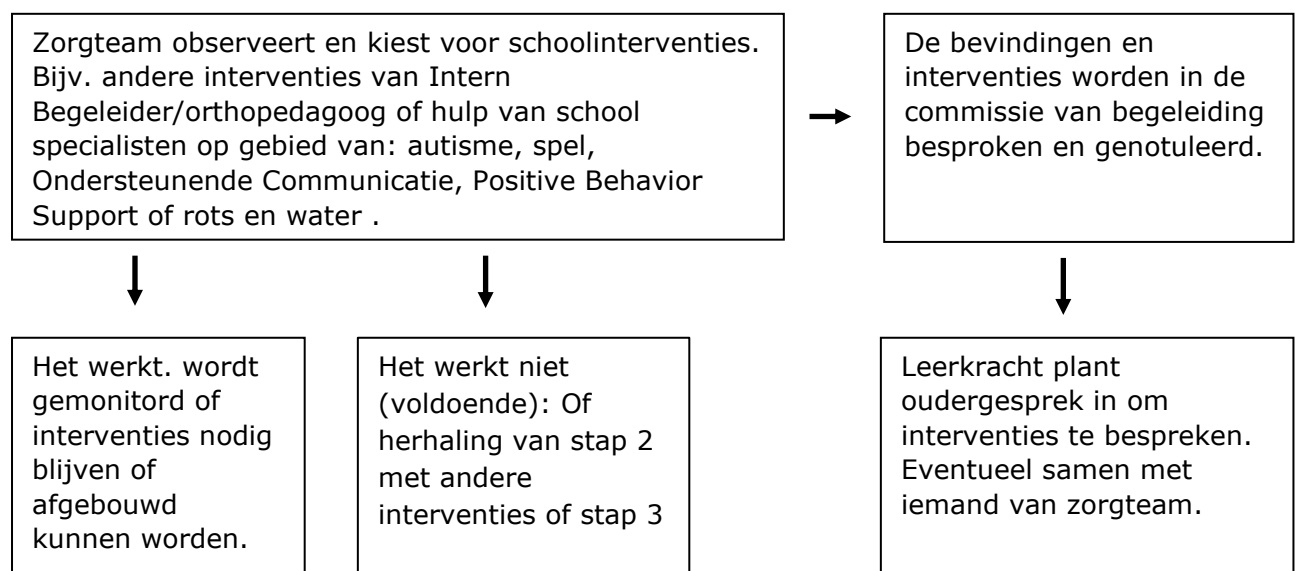 Zorgteam observeert en kiest voor schoolinterventies.
Bijv. andere interventies van Intern
Begeleider/orthopedagoog of hulp van school
specialisten op gebied van: autisme, spel,
Ondersteunende Communicatie, Positive Behavior
Support of rots en water .
De bevindingen en
interventies worden in de
commissie van begeleiding
besproken en genotuleerd.
Het werkt. wordt
gemonitord of
interventies nodig
blijven of
afgebouwd
kunnen worden.
Het werkt niet
(voldoende): Of
herhaling van stap 2
met andere
interventies of stap 3
Leerkracht plant
oudergesprek in om
interventies te bespreken.
Eventueel samen met
iemand van zorgteam.